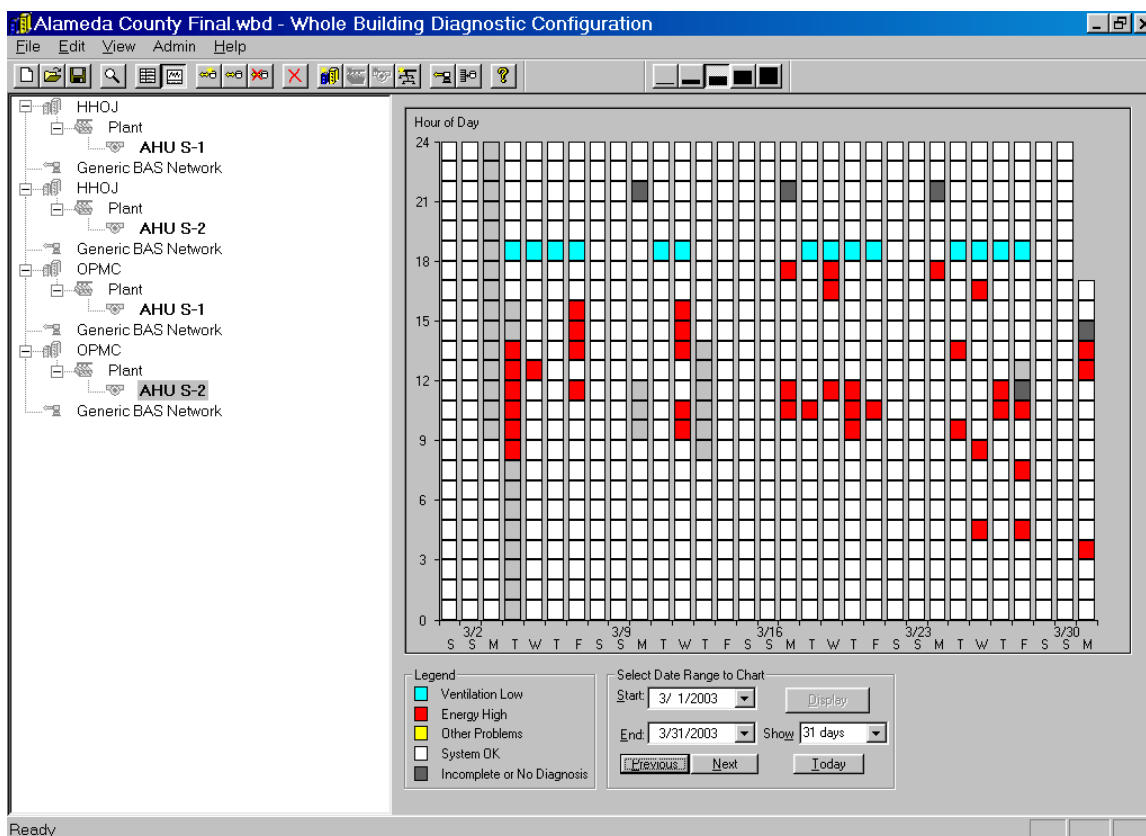 Alameda County Final.wbd - Whole Building Diagnostic Configuration
File Edit View Admin Help
HHOJ
Plant
AHU S-1
Generic BAS Network
HHOJ
Plant
AHU S-2
Generic BAS Network
OPMC
Plant
AHU S-1
Generic BAS Network
OPMC
Plant
AHU S-2
Generic BAS Network
Hour of Day
24
21
18
15
12
9
6
3
0
3/2 3/9 3/16 3/23 3/30
S S M T W T F S S M T W T F S S M T W T F S S M T W T F S S M
Legend
Ventilation Low
Energy High
Other Problems
System OK
Incomplete or No Diagnosis
Select Date Range to Chart
Start: 3/ 1/2003 Display
End: 3/31/2003 Show 31 days
Previous Next Today
Ready